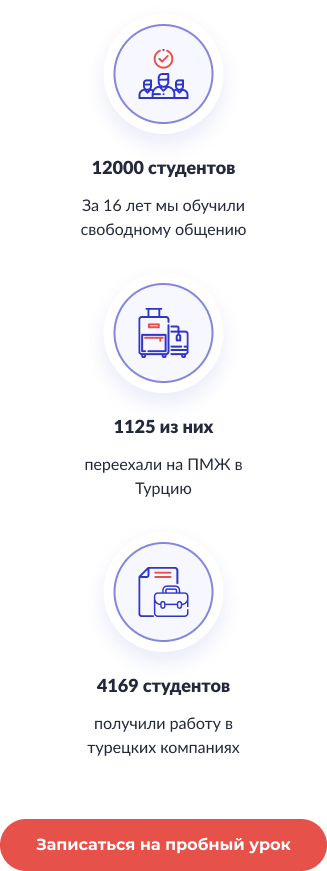 12000 студентов
За 16 лет мы обучили
свободному общению
1125 из них
переехали на ПМЖ в
Турцию
4169 студентов
получили работу в
турецких компаниях
Записаться на пробный урок